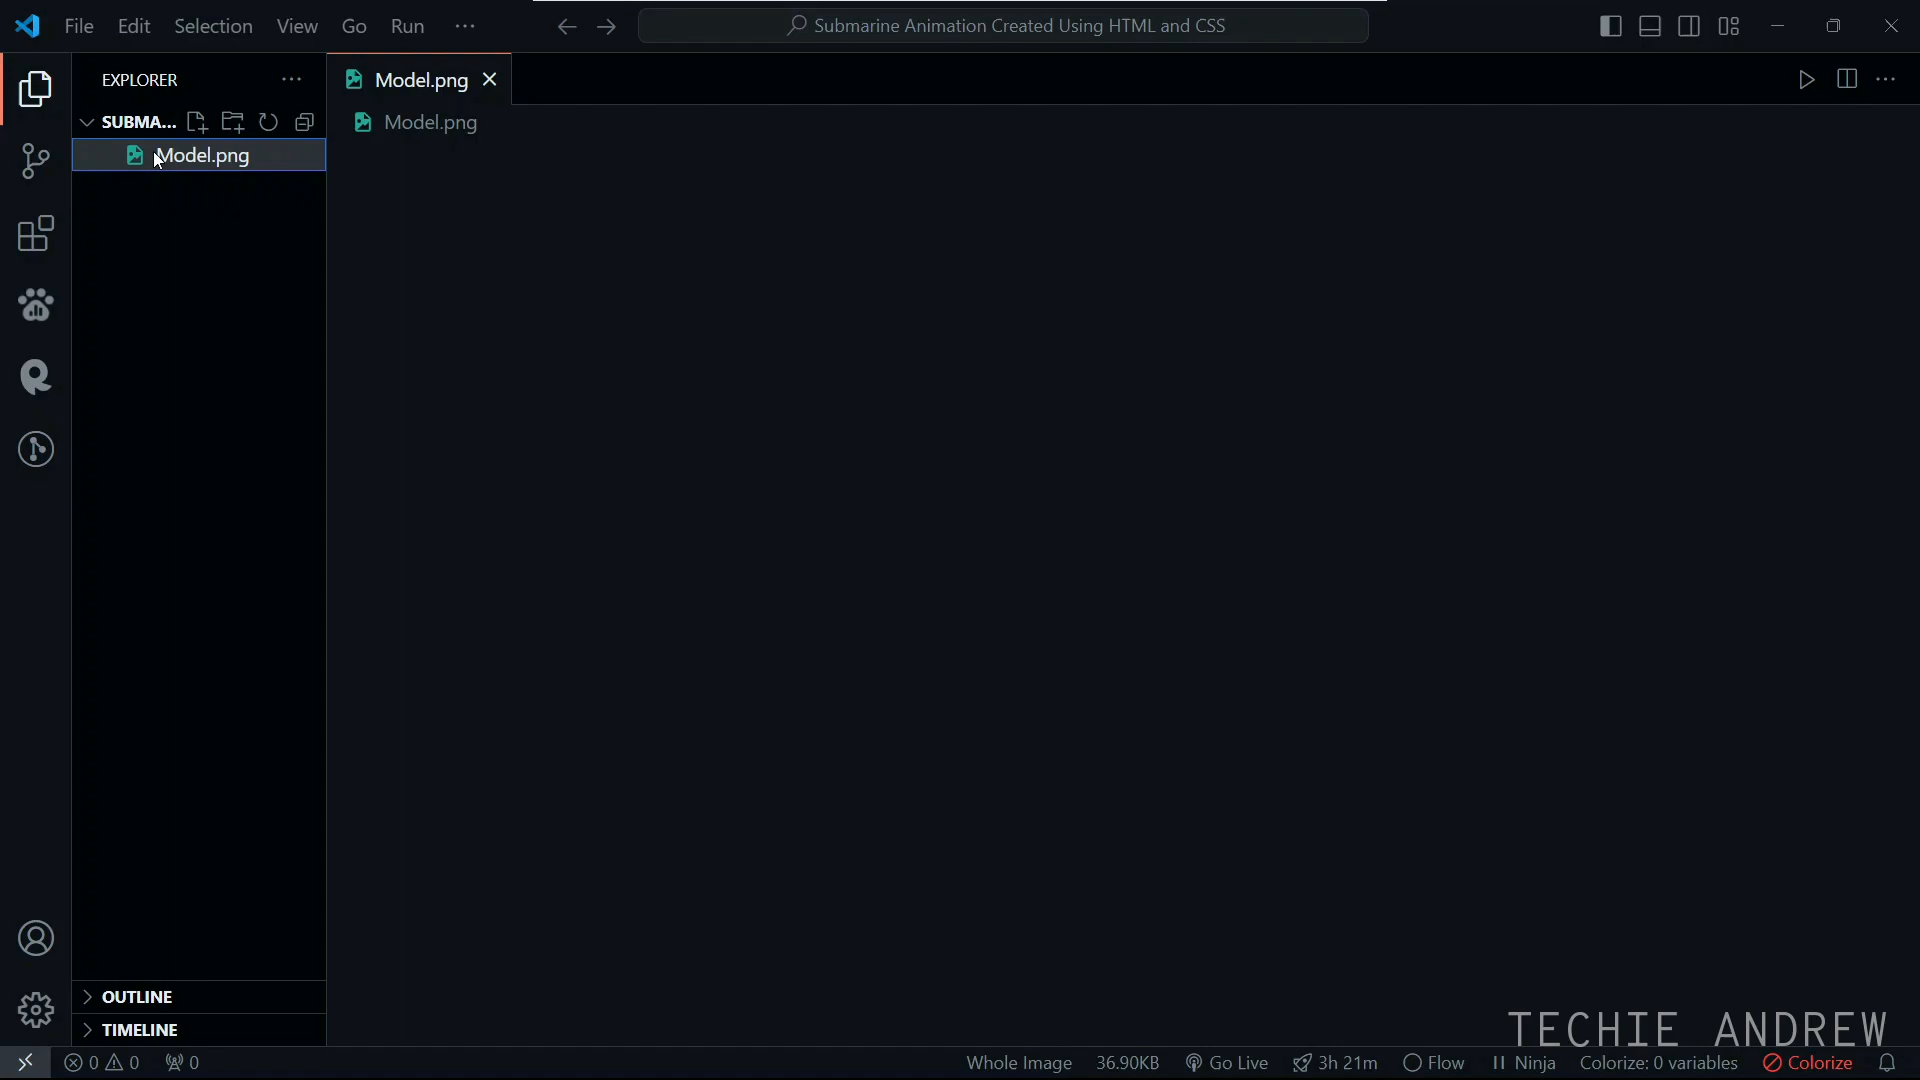 File Edit Selection View Go Run ···
Submarine Animation Created Using HTML and CSS
EXPLORER ···
Model.png
SUBMA...
Model.png
Model.png
OUTLINE
TIMELINE
TECHIE ANDREW
0 0 0
Whole Image 36.90KB Go Live 3h 21m Flow Ninja Colorize: 0 variables Colorize